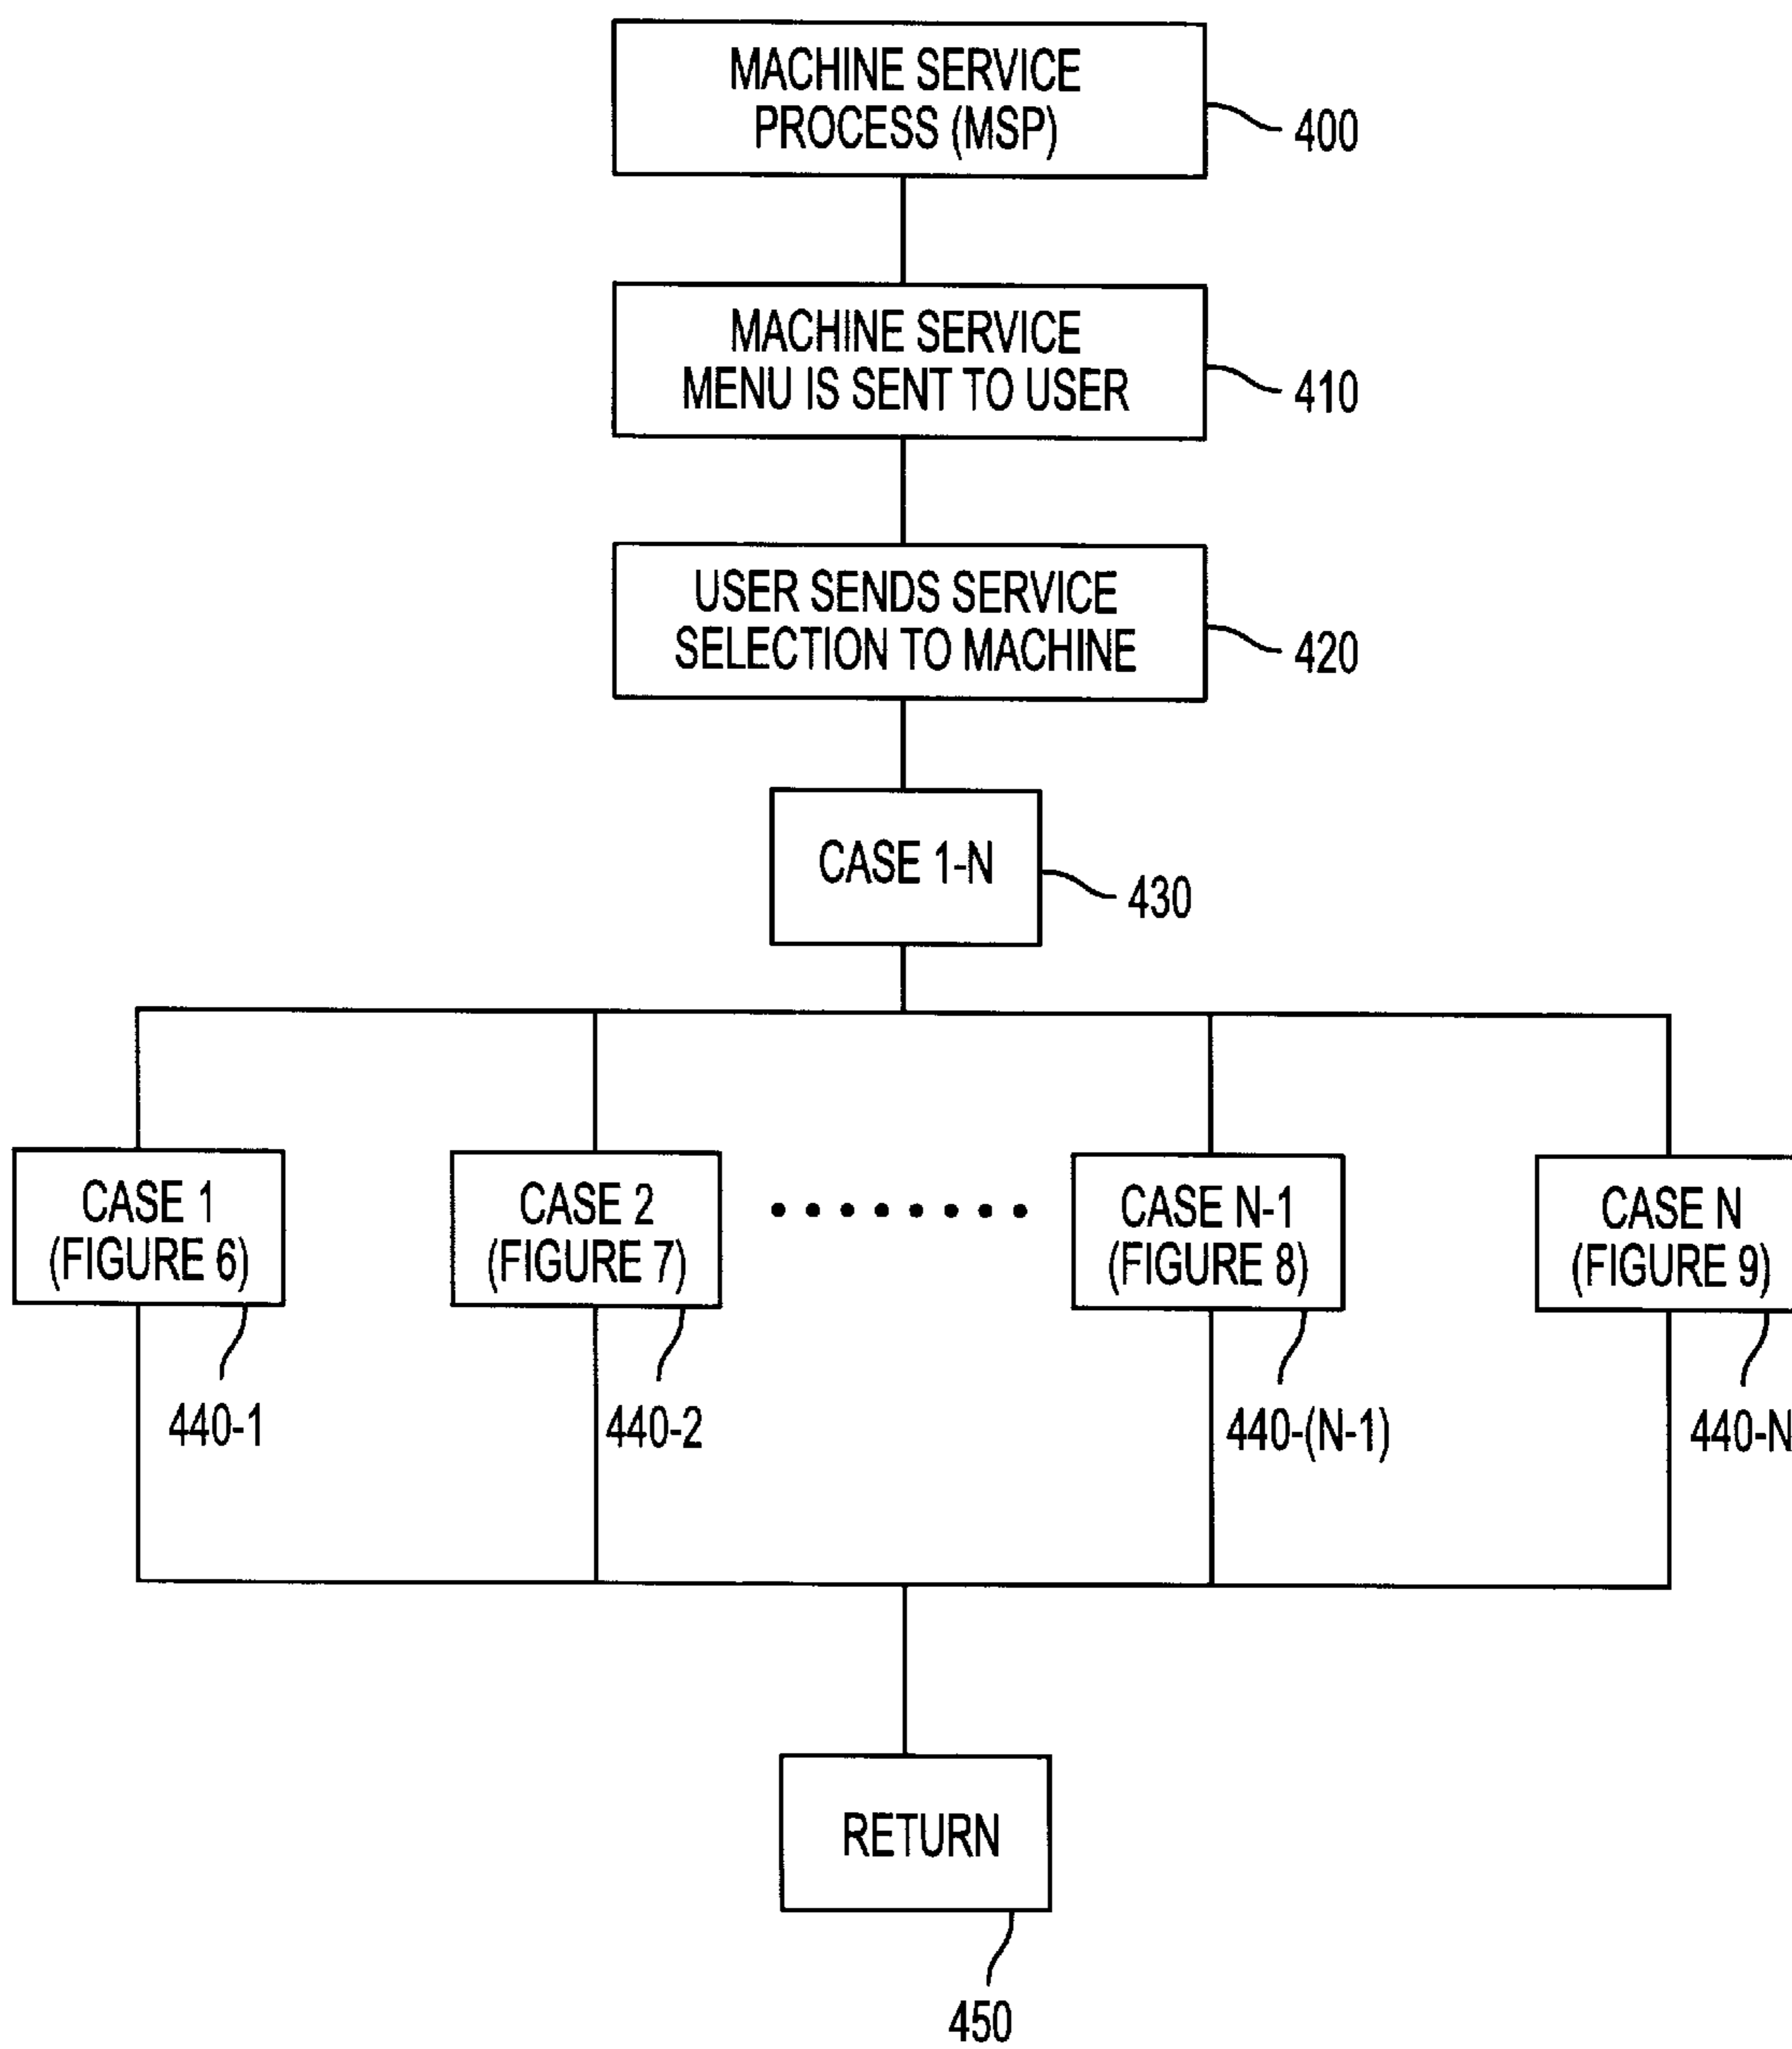 MACHINE SERVICE
PROCESS (MSP)
400
MACHINE SERVICE
MENU IS SENT TO USER
410
USER SENDS SERVICE
SELECTION TO MACHINE
420
CASE 1-N
430
CASE 1
(FIGURE 6)
440-1
CASE 2
(FIGURE 7)
440-2
CASE N-1
(FIGURE 8)
440-(N-1)
CASE N
(FIGURE 9)
440-N
RETURN
450